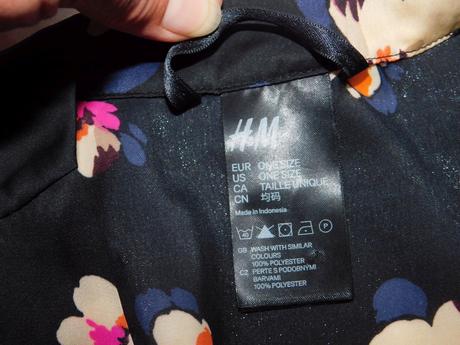 H&M
EUR ONE SIZE
US ONE SIZE
CA TAILLE UNIQUE
CN 均码
Made in Indonesia
40 P
GB WASH WITH SIMILAR
COLOURS
100% POLYESTER
CZ PERTE S PODOBNÝMI
BARVAMI
100% POLYESTER